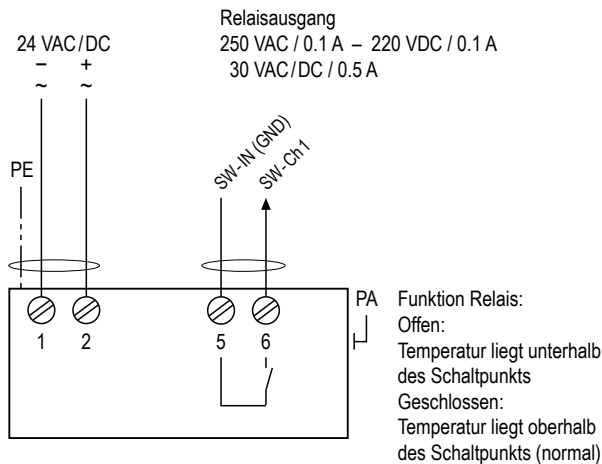 Relaisausgang
24 VAC/DC
250 VAC / 0.1 A – 220 VDC / 0.1 A
30 VAC/DC / 0.5 A
– +
~ ~
SW-IN (GND)
SW-Ch1
PE
PA
1 2 5 6
Funktion Relais:
Offen:
Temperatur liegt unterhalb
des Schaltpunkts
Geschlossen:
Temperatur liegt oberhalb
des Schaltpunkts (normal)